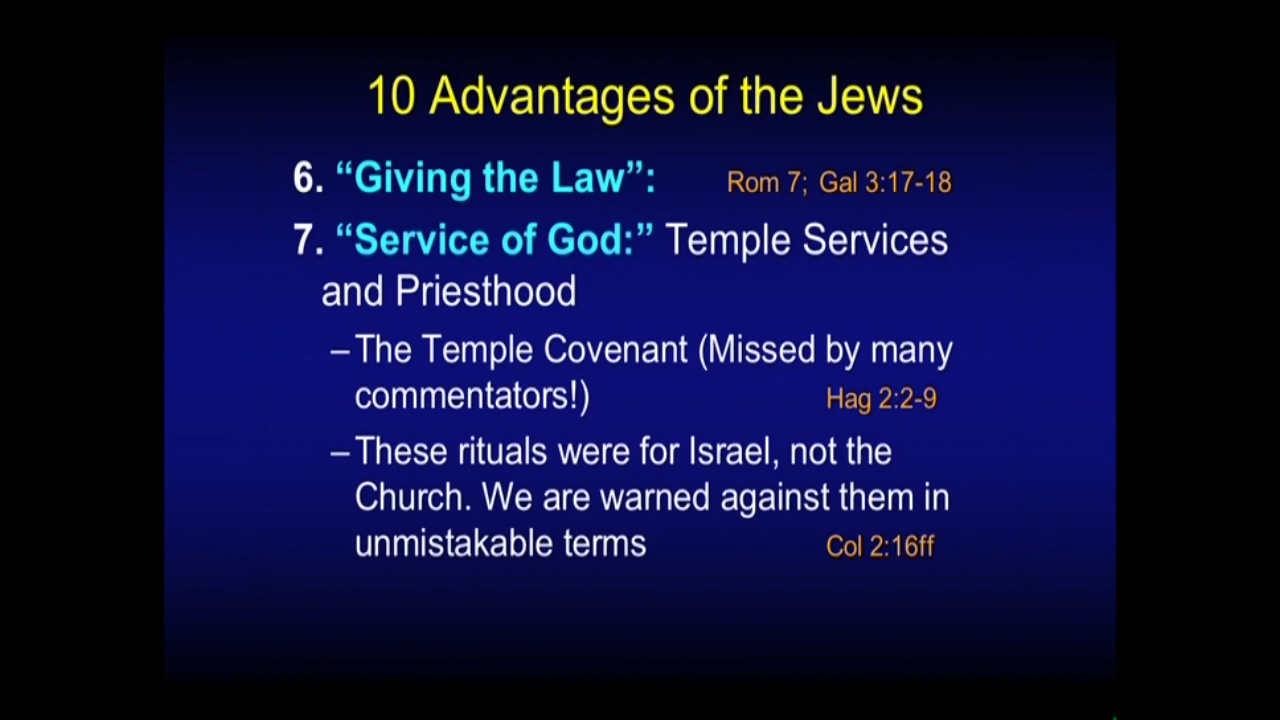 10 Advantages of the Jews
6. “Giving the Law”: Rom 7; Gal 3:17-18
7. “Service of God:” Temple Services
and Priesthood
– The Temple Covenant (Missed by many
commentators!) Hag 2:2-9
– These rituals were for Israel, not the
Church. We are warned against them in
unmistakable terms Col 2:16ff